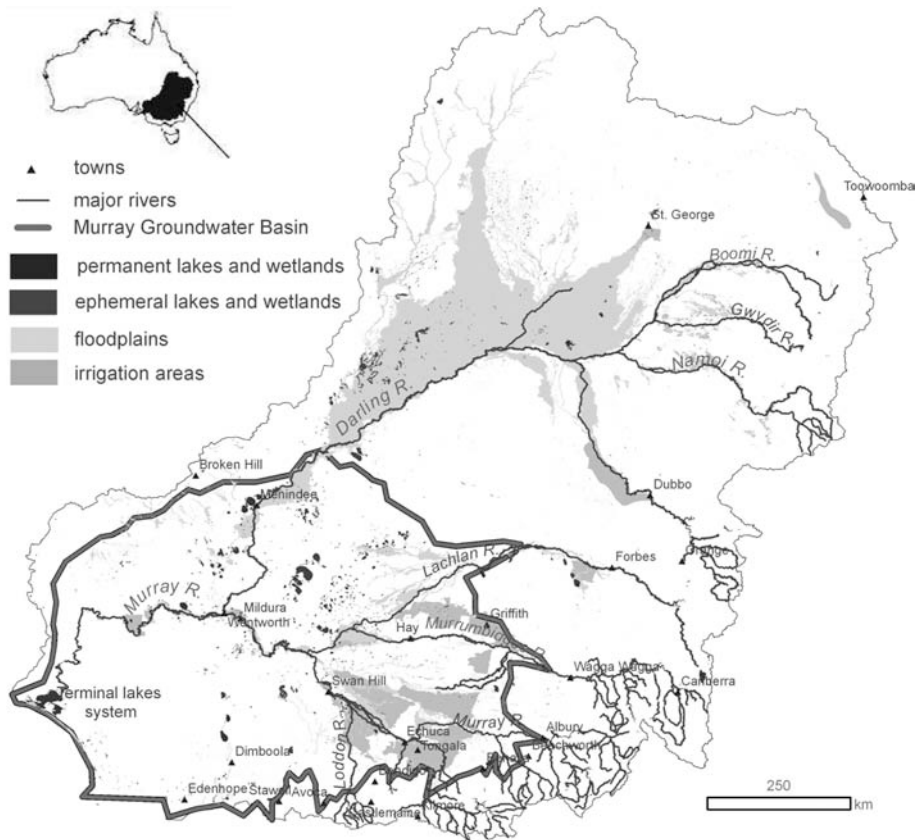 towns
major rivers
Murray Groundwater Basin
permanent lakes and wetlands
ephemeral lakes and wetlands
floodplains
irrigation areas
Toowoomba
St. George
Boomi R.
Gwydir R.
Namoi R.
Darling R.
Broken Hill
Menindee
Dubbo
Orange
Forbes
Lachlan R.
Murray R.
Mildura
Wentworth
Griffith
Hay
Wagga Wagga
Canberra
Terminal lakes
system
Swan Hill
Murray R.
Albury
Echuca
Beechworth
Tongala
Loddon R.
Dimboola
Edenhope
Stawell
Avoca
Castlemaine
Kilmore
250
km